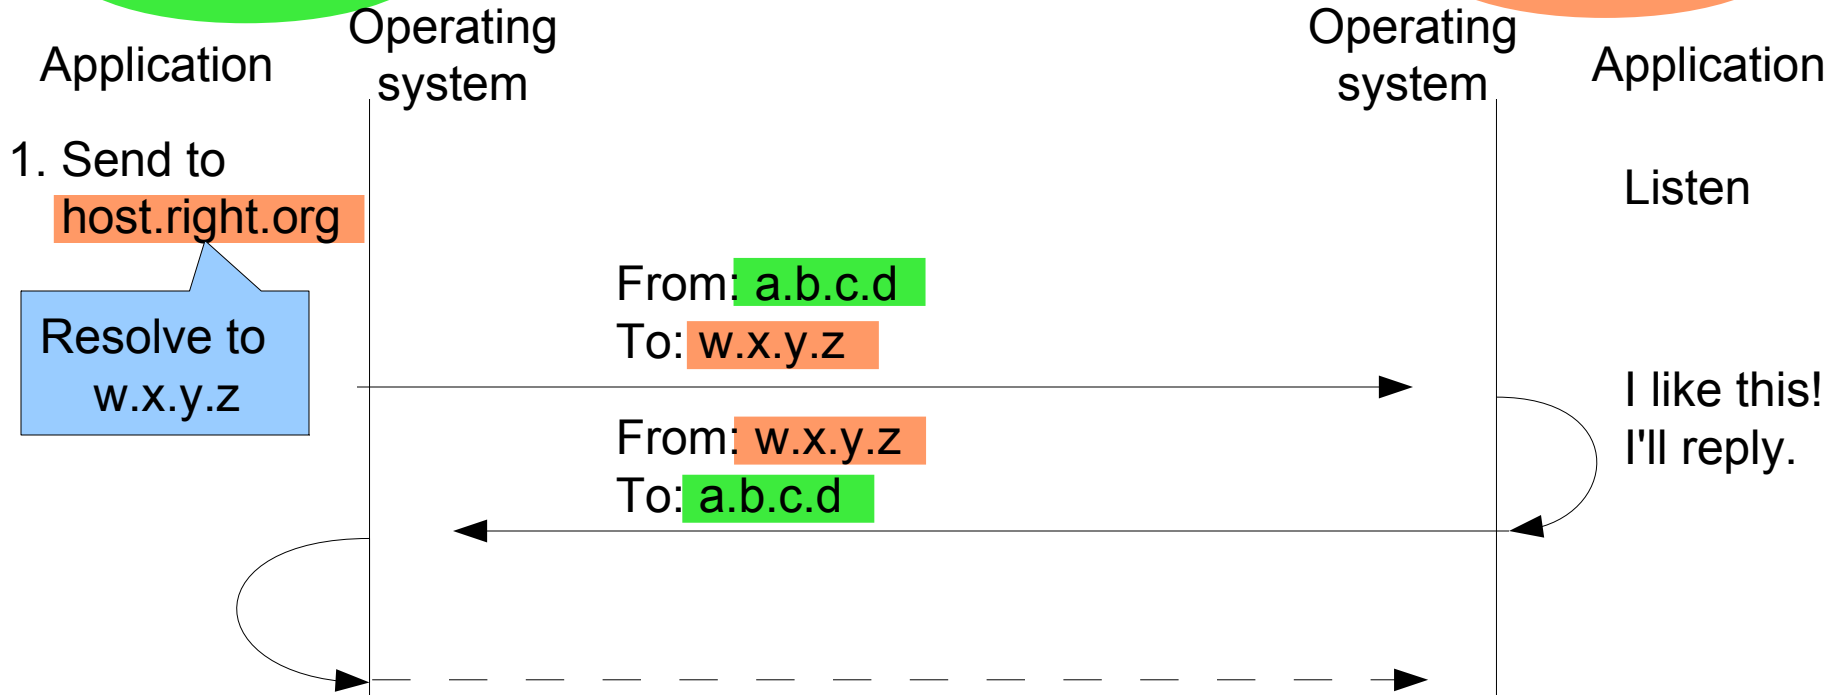 Operating
system
Application
Operating
system
Application
1. Send to
host.right.org
Listen
Resolve to
w.x.y.z
From: a.b.c.d
To: w.x.y.z
From: w.x.y.z
To: a.b.c.d
I like this!
I'll reply.